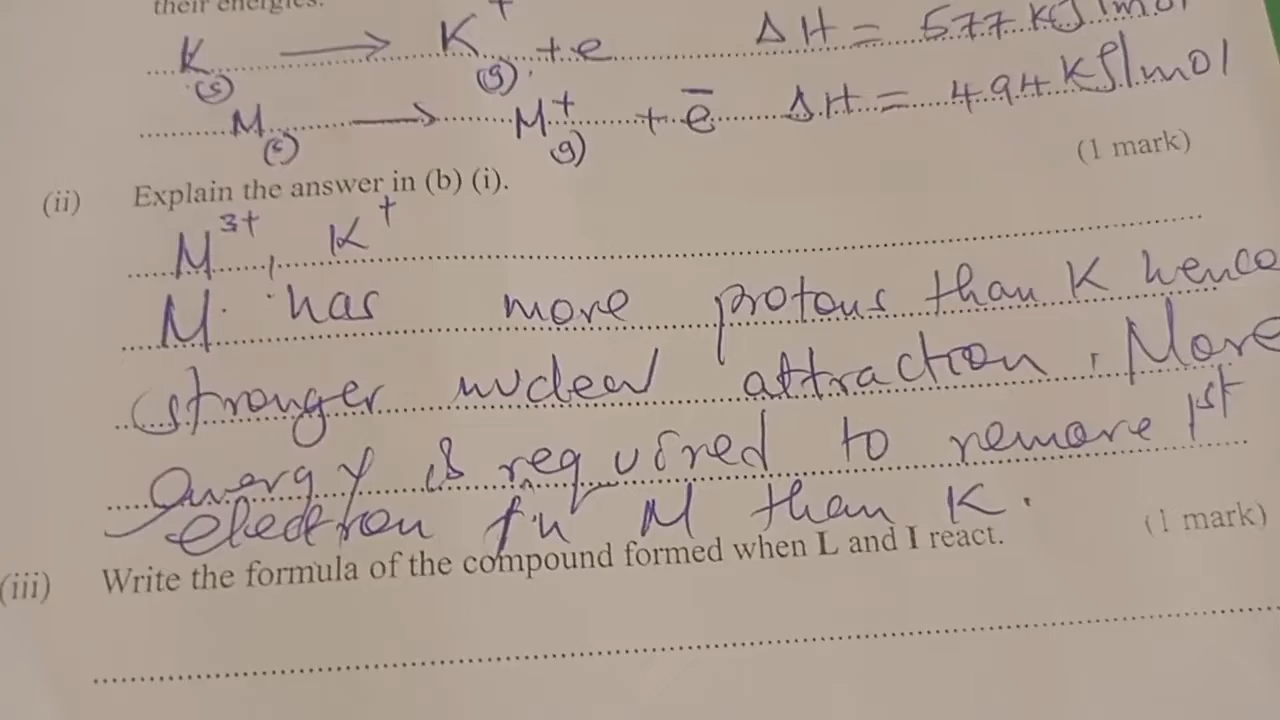 their energies.
K(s) → K+(g) + e ΔH = 577 KJ/mol
M(s) → M+(g) + ē ΔH = 494 KJ/mol
(1 mark)
(ii) Explain the answer in (b) (i).
M3+, K+
M has more protons than K hence
stronger nuclear attraction. More
energy is required to remove 1st
electron in M than K.
(1 mark)
(iii) Write the formula of the compound formed when L and I react.